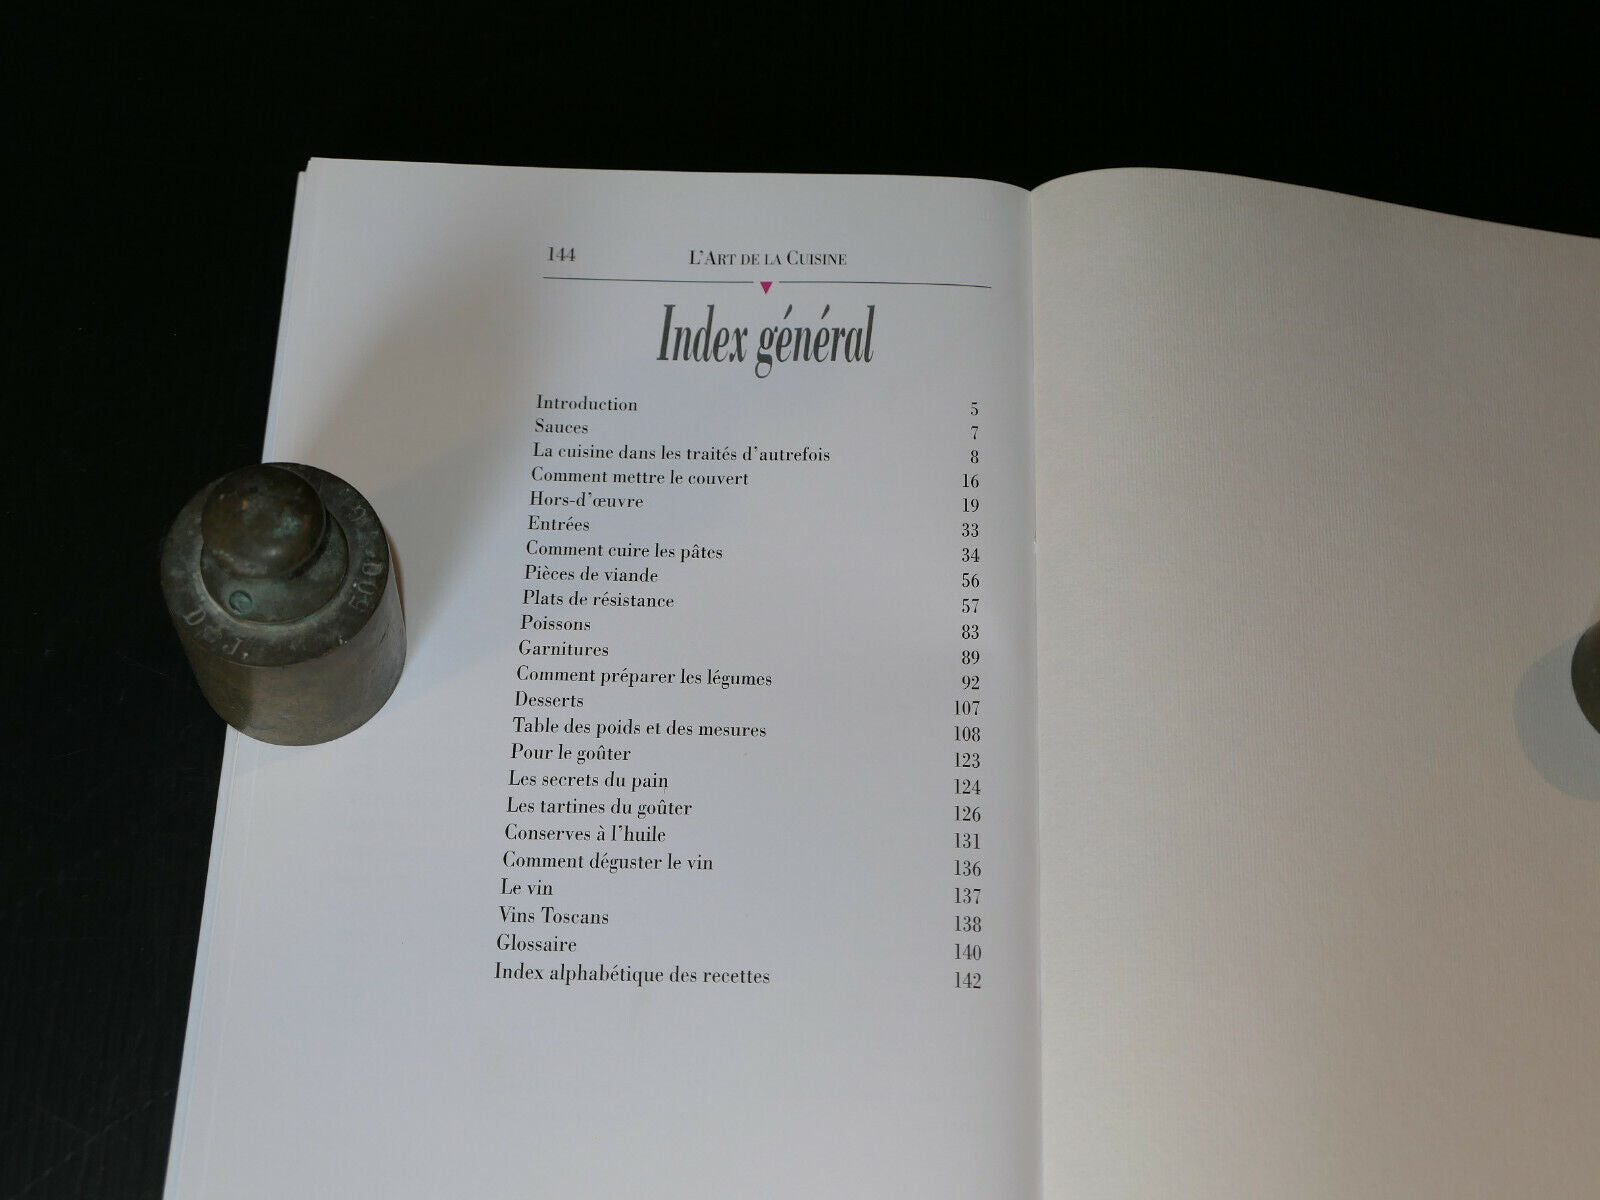 144 L'ART DE LA CUISINE
Index général
Introduction 5
Sauces 7
La cuisine dans les traités d'autrefois 8
Comment mettre le couvert 16
Hors-d'œuvre 19
Entrées 33
Comment cuire les pâtes 34
Pièces de viande 56
Plats de résistance 57
Poissons 83
Garnitures 89
Comment préparer les légumes 92
Desserts 107
Table des poids et des mesures 108
Pour le goûter 123
Les secrets du pain 124
Les tartines du goûter 126
Conserves à l'huile 131
Comment déguster le vin 136
Le vin 137
Vins Toscans 138
Glossaire 140
Index alphabétique des recettes 142
500